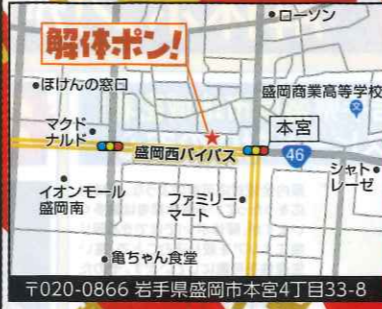 ローソン
解体ポン!
ほけんの窓口
盛岡商業高等学校
文
マクド
ナルド
本宮
盛岡西バイパス
46
シャト
レーゼ
イオンモール
盛岡南
ファミリー
マート
亀ちゃん食堂
〒020-0866 岩手県盛岡市本宮4丁目33-8